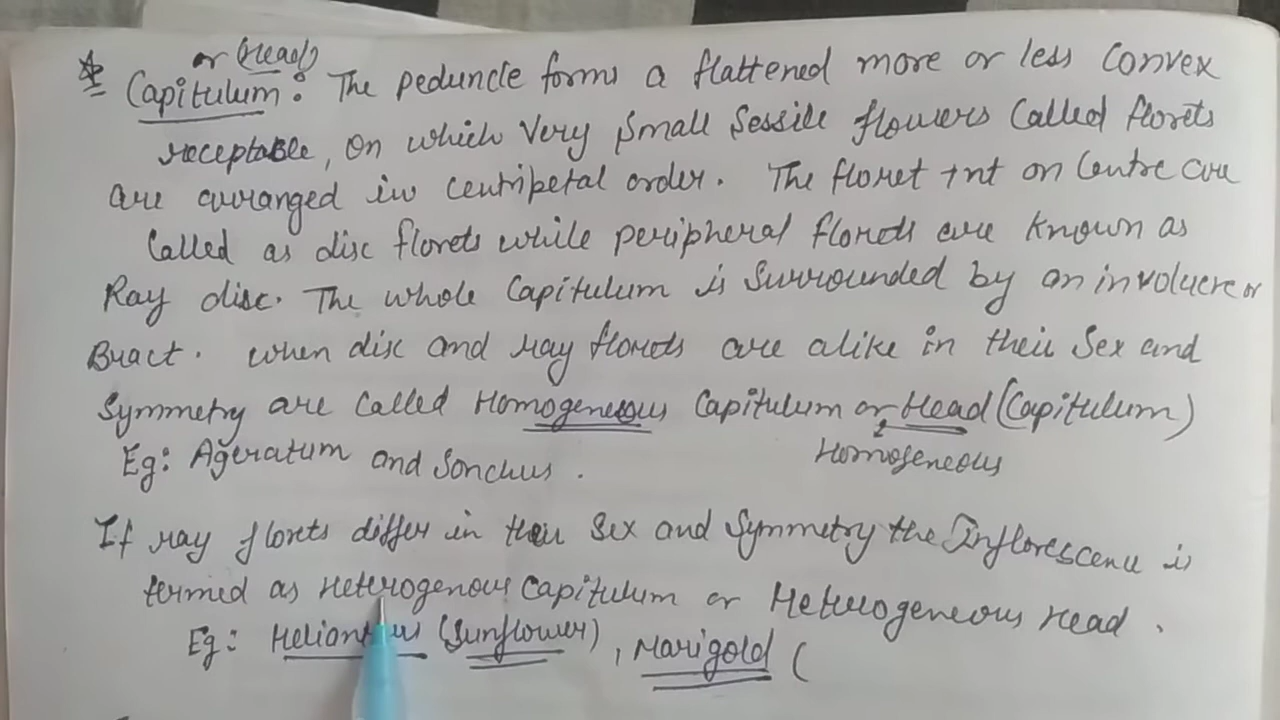 or (Head)
* Capitulum : The peduncle forms a flattened more or less convex
receptable, on which very small sessile flowers called florets
are arranged in centripetal order. The floret +nt on centre are
called as disc florets while peripheral florets are known as
Ray disc. The whole capitulum is surrounded by an involucre or
Bract. when disc and ray florets are alike in their sex and
symmetry are called Homogeneous capitulum or Head (Capitulum)
Homogeneous
Eg: Ageratum and Sonchus.
If ray florets differ in their sex and symmetry the Inflorescence is
termed as Heterogenous capitulum or Heterogeneous Head.
Eg: Helianthus (Sunflower), Marigold (